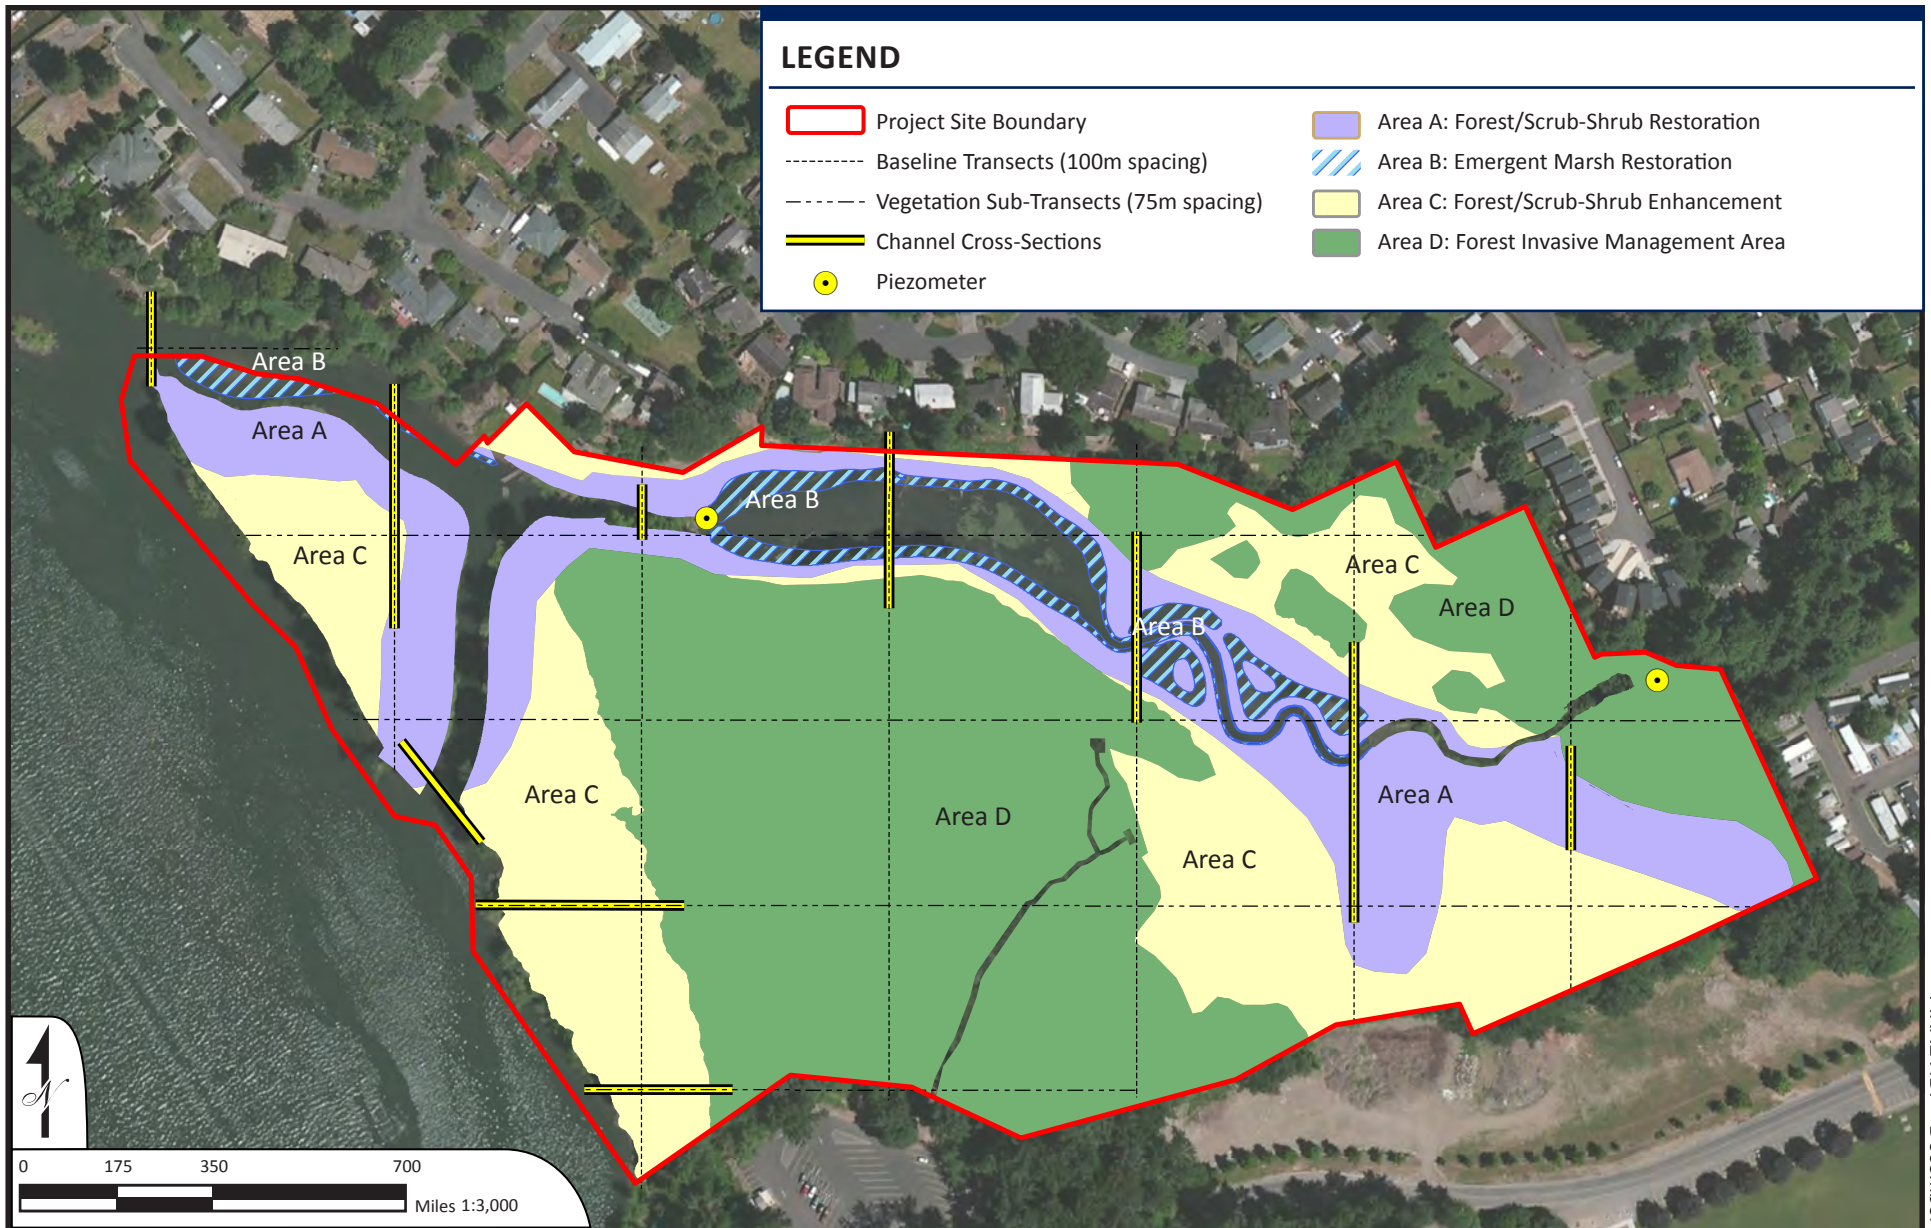 LEGEND
Project Site Boundary
Baseline Transects (100m spacing)
Vegetation Sub-Transects (75m spacing)
Channel Cross-Sections
Piezometer
Area A: Forest/Scrub-Shrub Restoration
Area B: Emergent Marsh Restoration
Area C: Forest/Scrub-Shrub Enhancement
Area D: Forest Invasive Management Area
Area B
Area A
Area B
Area C
Area C
Area D
Area B
Area C
Area A
Area D
Area C
N
0 175 350 700
Miles 1:3,000